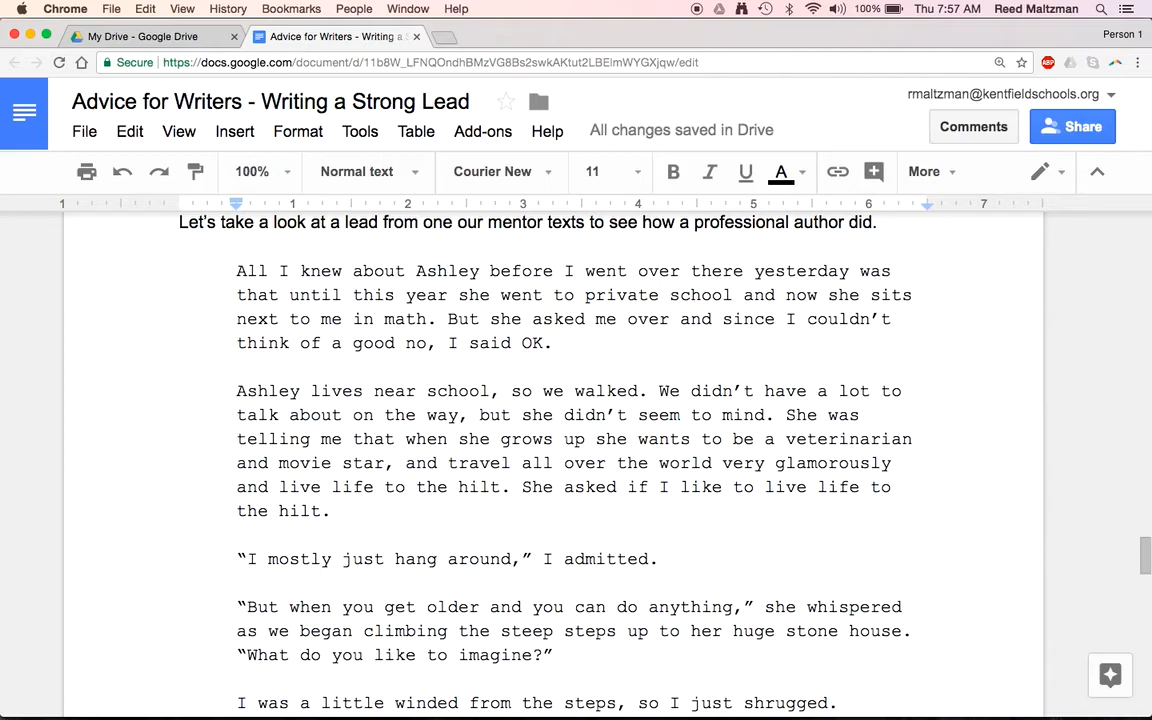 Chrome File Edit View History Bookmarks People Window Help 100% Thu 7:57 AM Reed Maltzman
My Drive - Google Drive Advice for Writers - Writing a S Person 1
Secure https://docs.google.com/document/d/11b8W_LFNQOndhBMzVG8Bs2swkAKtut2LBElmWYGXjqw/edit ABP
Advice for Writers - Writing a Strong Lead rmaltzman@kentfieldschools.org
File Edit View Insert Format Tools Table Add-ons Help All changes saved in Drive Comments Share
100% Normal text Courier New 11 B I U A More
1 1 2 3 4 5 6 7
Let's take a look at a lead from one our mentor texts to see how a professional author did.
All I knew about Ashley before I went over there yesterday was
that until this year she went to private school and now she sits
next to me in math. But she asked me over and since I couldn’t
think of a good no, I said OK.
Ashley lives near school, so we walked. We didn’t have a lot to
talk about on the way, but she didn’t seem to mind. She was
telling me that when she grows up she wants to be a veterinarian
and movie star, and travel all over the world very glamorously
and live life to the hilt. She asked if I like to live life to
the hilt.
“I mostly just hang around,” I admitted.
“But when you get older and you can do anything,” she whispered
as we began climbing the steep steps up to her huge stone house.
“What do you like to imagine?”
I was a little winded from the steps, so I just shrugged.